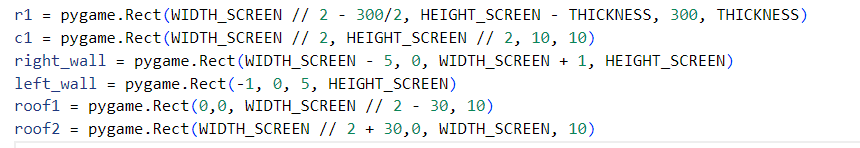 r1 = pygame.Rect(WIDTH_SCREEN // 2 - 300/2, HEIGHT_SCREEN - THICKNESS, 300, THICKNESS)
c1 = pygame.Rect(WIDTH_SCREEN // 2, HEIGHT_SCREEN // 2, 10, 10)
right_wall = pygame.Rect(WIDTH_SCREEN - 5, 0, WIDTH_SCREEN + 1, HEIGHT_SCREEN)
left_wall = pygame.Rect(-1, 0, 5, HEIGHT_SCREEN)
roof1 = pygame.Rect(0,0, WIDTH_SCREEN // 2 - 30, 10)
roof2 = pygame.Rect(WIDTH_SCREEN // 2 + 30,0, WIDTH_SCREEN, 10)